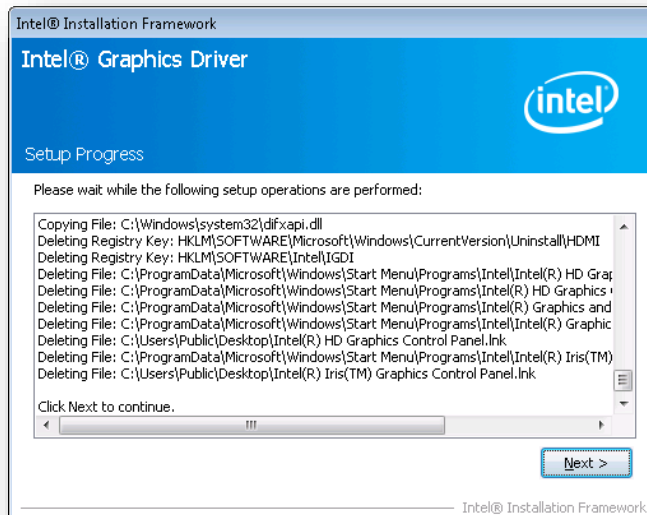 Intel® Installation Framework
Intel® Graphics Driver
intel
Setup Progress
Please wait while the following setup operations are performed:
Copying File: C:\Windows\system32\difxapi.dll
Deleting Registry Key: HKLM\SOFTWARE\Microsoft\Windows\CurrentVersion\Uninstall\HDMI
Deleting Registry Key: HKLM\SOFTWARE\Intel\IGDI
Deleting File: C:\ProgramData\Microsoft\Windows\Start Menu\Programs\Intel\Intel(R) HD Grap
Deleting File: C:\ProgramData\Microsoft\Windows\Start Menu\Programs\Intel(R) HD Graphics
Deleting File: C:\ProgramData\Microsoft\Windows\Start Menu\Programs\Intel(R) Graphics and
Deleting File: C:\ProgramData\Microsoft\Windows\Start Menu\Programs\Intel\Intel(R) Graphic
Deleting File: C:\Users\Public\Desktop\Intel(R) HD Graphics Control Panel.lnk
Deleting File: C:\ProgramData\Microsoft\Windows\Start Menu\Programs\Intel\Intel(R) Iris(TM)
Deleting File: C:\Users\Public\Desktop\Intel(R) Iris(TM) Graphics Control Panel.lnk
Click Next to continue.
Next >
Intel® Installation Framework